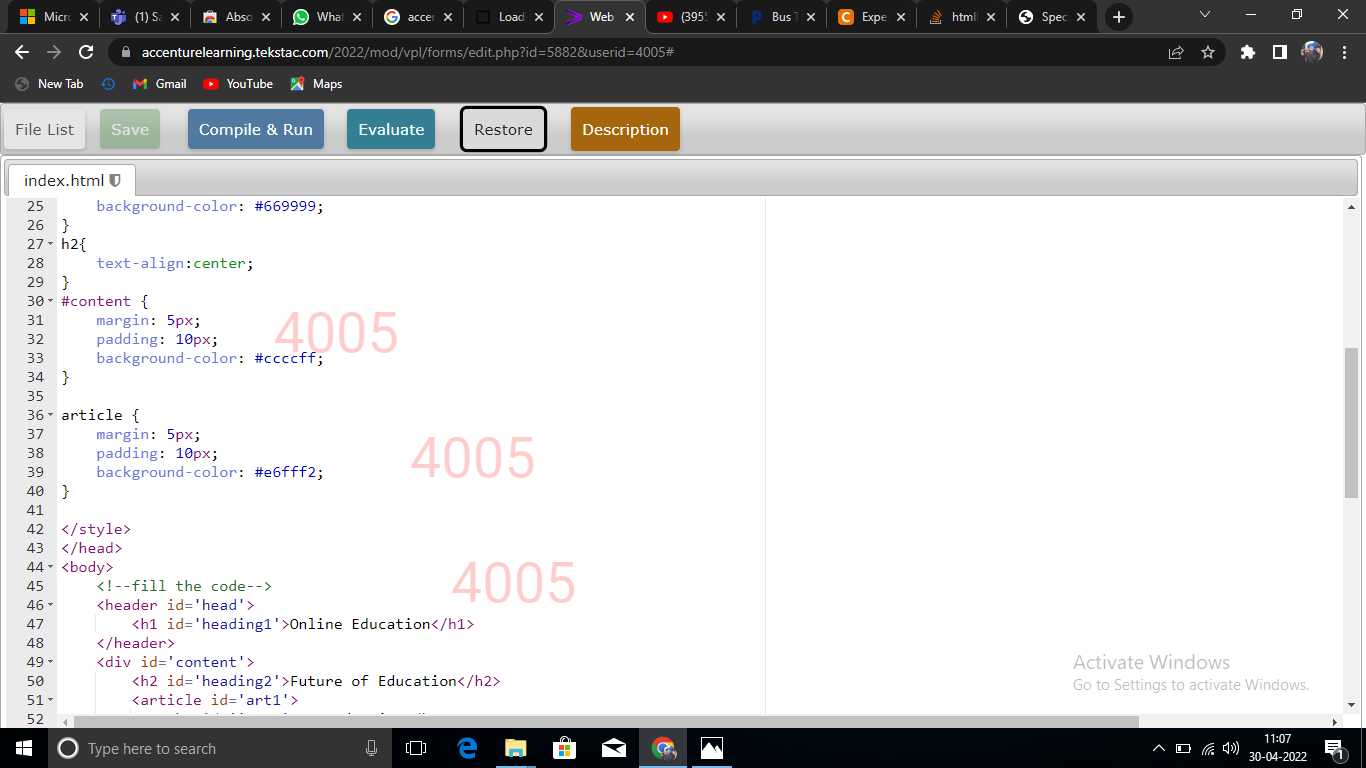 Micr
(1) Sa
Abso
What
accer
Load
Web
(395
Bus T
Expe
htmll
Spec
accenturelearning.tekstac.com/2022/mod/vpl/forms/edit.php?id=5882&userid=4005#
New Tab
Gmail
YouTube
Maps
File List
Save
Compile & Run
Evaluate
Restore
Description
index.html
25 background-color: #669999;
26 }
27 h2{
28 text-align:center;
29 }
30 #content {
31 margin: 5px;
32 padding: 10px;
33 background-color: #ccccff;
34 }
35
36 article {
37 margin: 5px;
38 padding: 10px;
39 background-color: #e6fff2;
40 }
41
42 </style>
43 </head>
44 <body>
45 <!--fill the code-->
46 <header id='head'>
47 <h1 id='heading1'>Online Education</h1>
48 </header>
49 <div id='content'>
50 <h2 id='heading2'>Future of Education</h2>
51 <article id='art1'>
52
4005
4005
4005
Activate Windows
Go to Settings to activate Windows.
Type here to search
11:07
30-04-2022
1